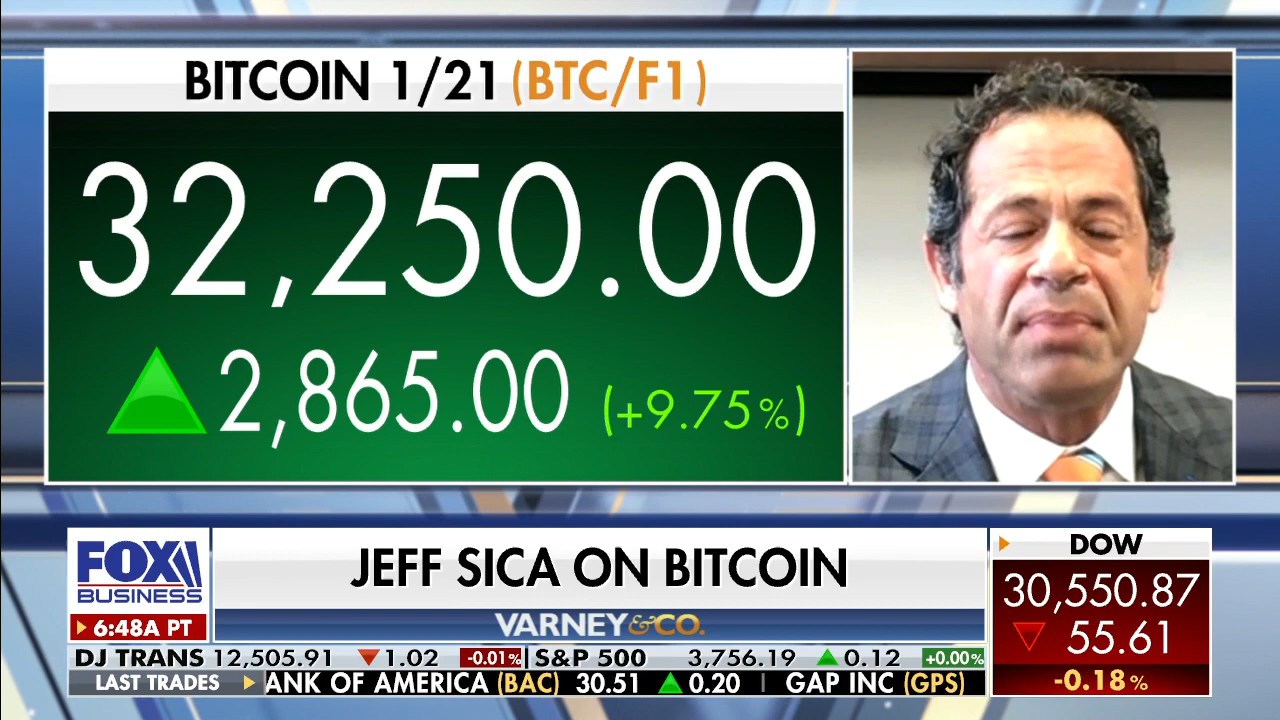 BITCOIN 1/21 (BTC/F1)
32,250.00
▲ 2,865.00 (+9.75%)
FOX
BUSINESS
6:48A PT
JEFF SICA ON BITCOIN
VARNEY & CO.
DOW
30,550.87
▽ 55.61
-0.18%
DJ TRANS 12,505.91 ▼1.02 -0.01% S&P 500 3,756.19 ▲0.12 +0.00%
LAST TRADES ANK OF AMERICA (BAC) 30.51 ▲0.20 | GAP INC (GPS)